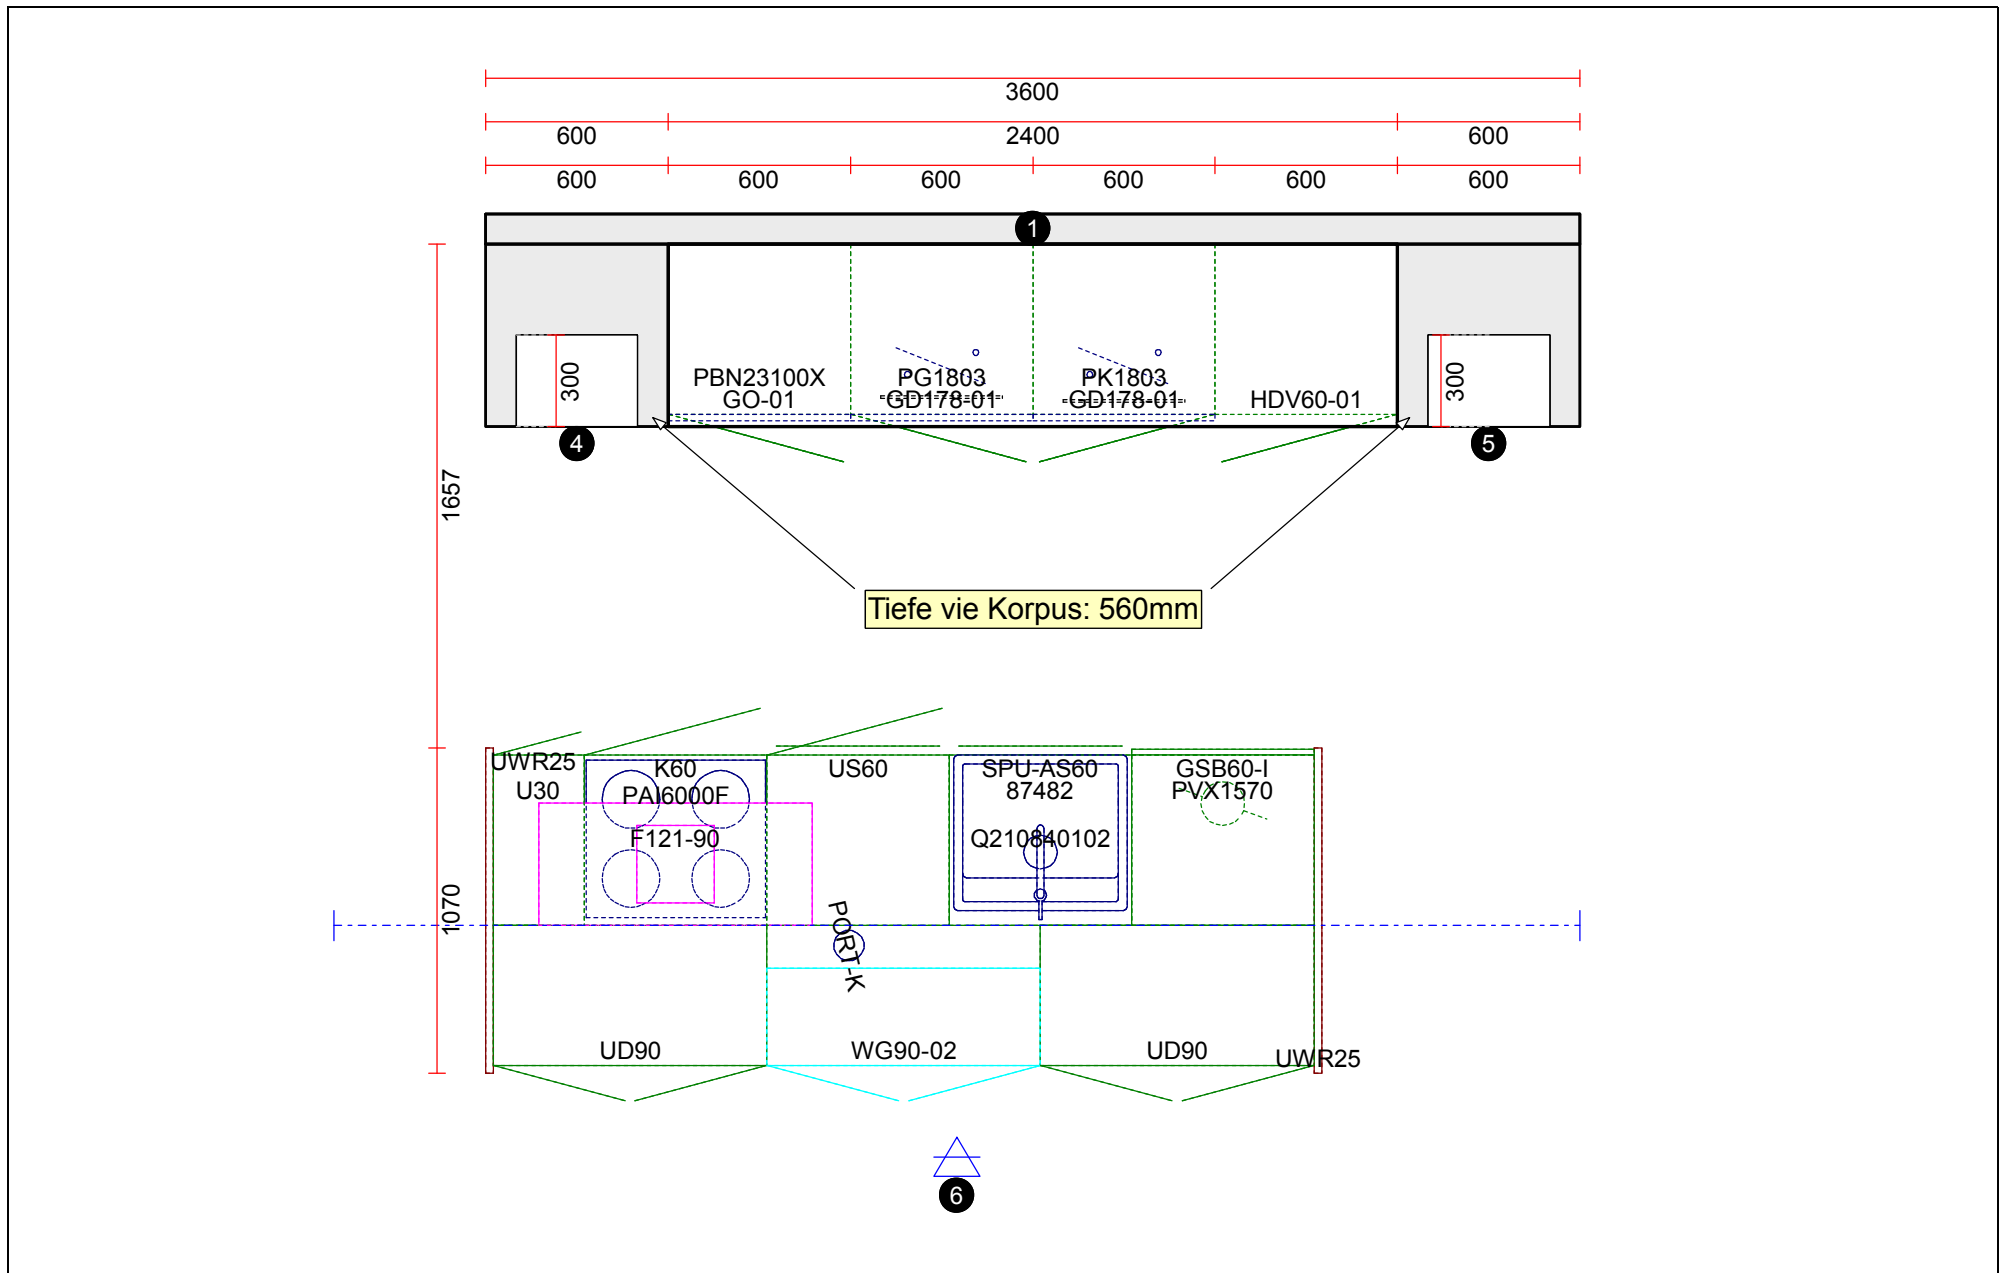 3600
600 2400 600
600 600 600 600 600 600
1
PBN23100X PG1803 PK1803
GO-01 GD178-01 GD178-01 HDV60-01
300 300
4 5
1657
Tiefe vie Korpus: 560mm
UWR25 K60 US60 SPU-AS60 GSB60-I
U30 PAI6000F 87482 PVX1570
F121-90 Q210840102
1070
PORT-K
UD90 WG90-02 UD90 UWR25
6